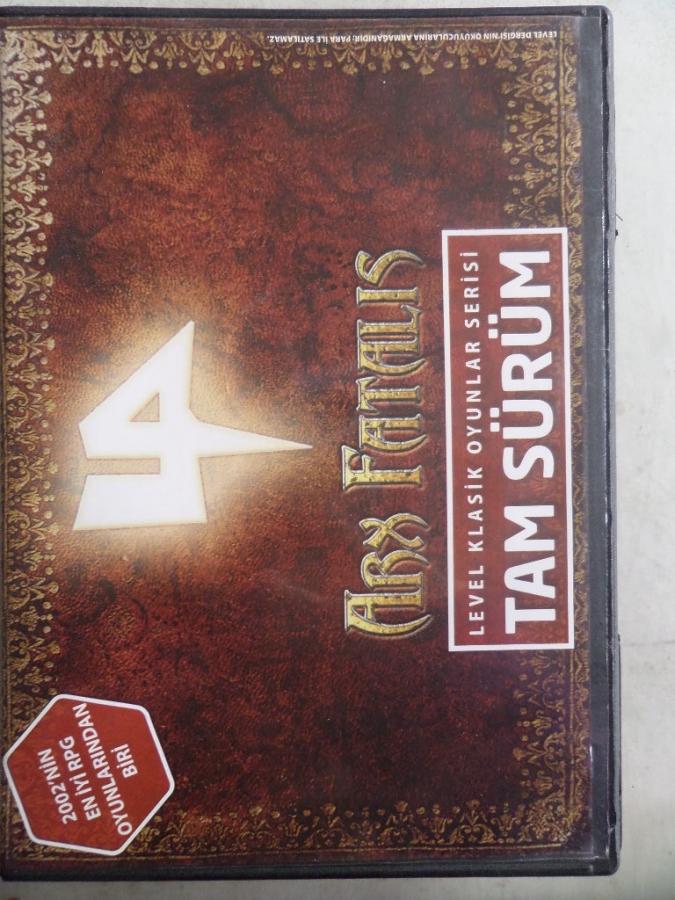 2002'NİN
EN İYİ RPG
OYUNLARINDAN
BİRİ
ARX FATALIS
LEVEL KLASİK OYUNLAR SERİSİ
TAM SÜRÜM
LEVEL DERGİSİ'NİN OKUYUCULARINA ARMAĞANIDIR; PARA İLE SATILAMAZ.